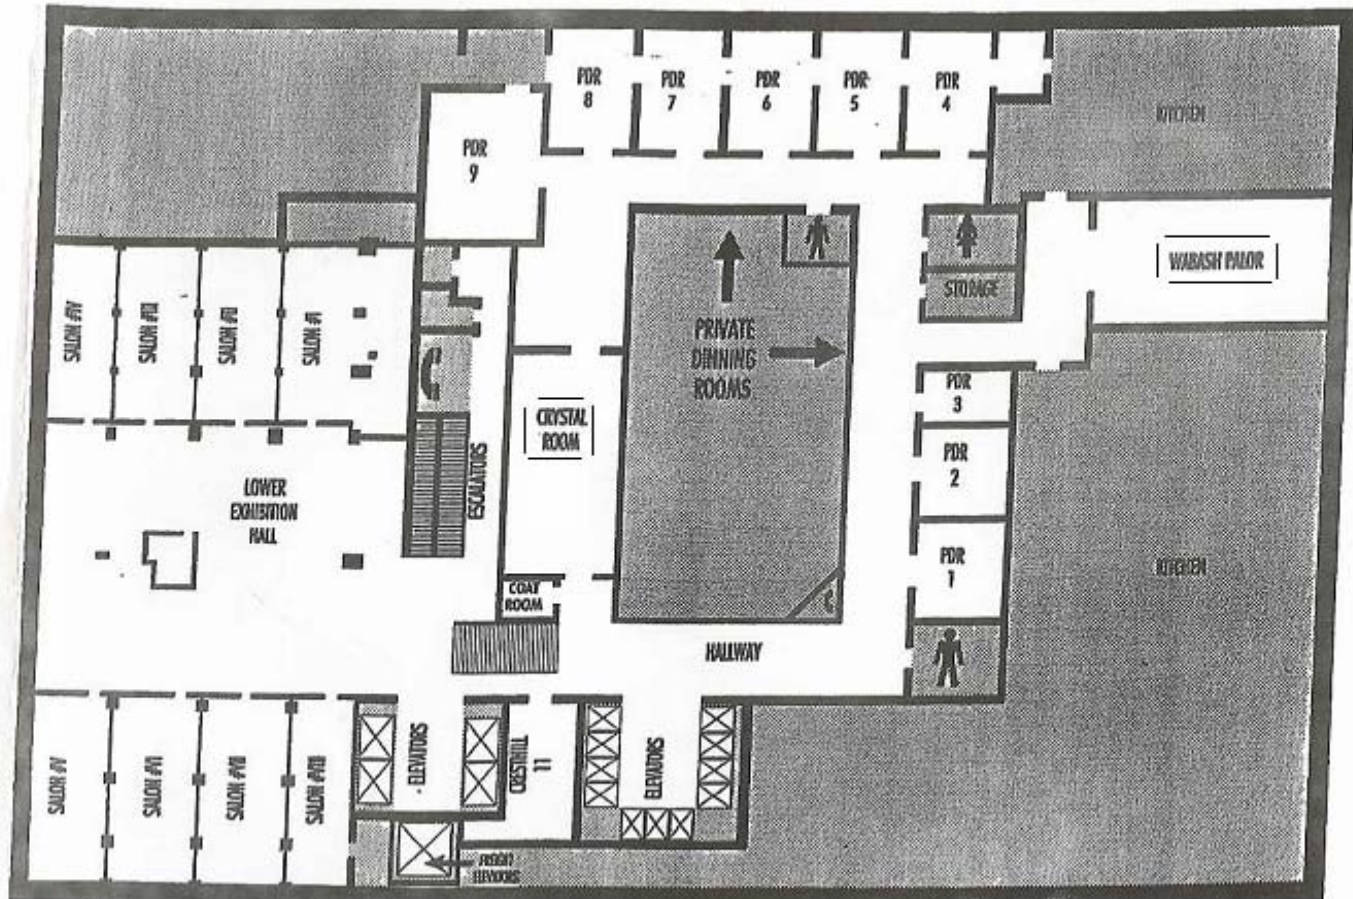 PDR
8
PDR
7
PDR
6
PDR
5
PDR
4
KITCHEN
PDR
9
WABASH PALOR
STORAGE
SALON #IV
SALON #III
SALON #II
SALON #I
PRIVATE
DINNING
ROOMS
PDR
3
CRYSTAL
ROOM
PDR
2
ESCALATORS
LOWER
EXHIBITION
HALL
PDR
1
KITCHEN
COAT
ROOM
HALLWAY
SALON #V
SALON #VI
SALON #VII
SALON #VIII
ELEVATORS
CRESTHILL
11
ELEVATORS
FREIGHT
ELEVATORS